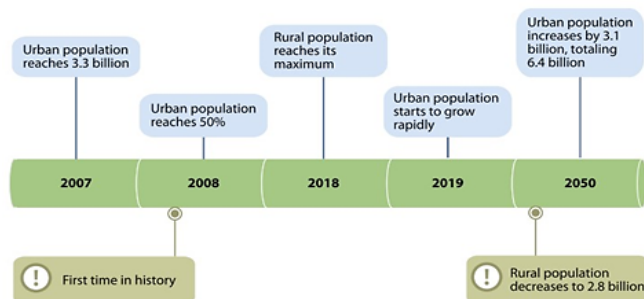 Urban population
reaches 3.3 billion
Urban population
reaches 50%
Rural population
reaches its
maximum
Urban population
starts to grow
rapidly
Urban population
increases by 3.1
billion, totaling
6.4 billion
2007
2008
2018
2019
2050
! First time in history
! Rural population
decreases to 2.8 billion